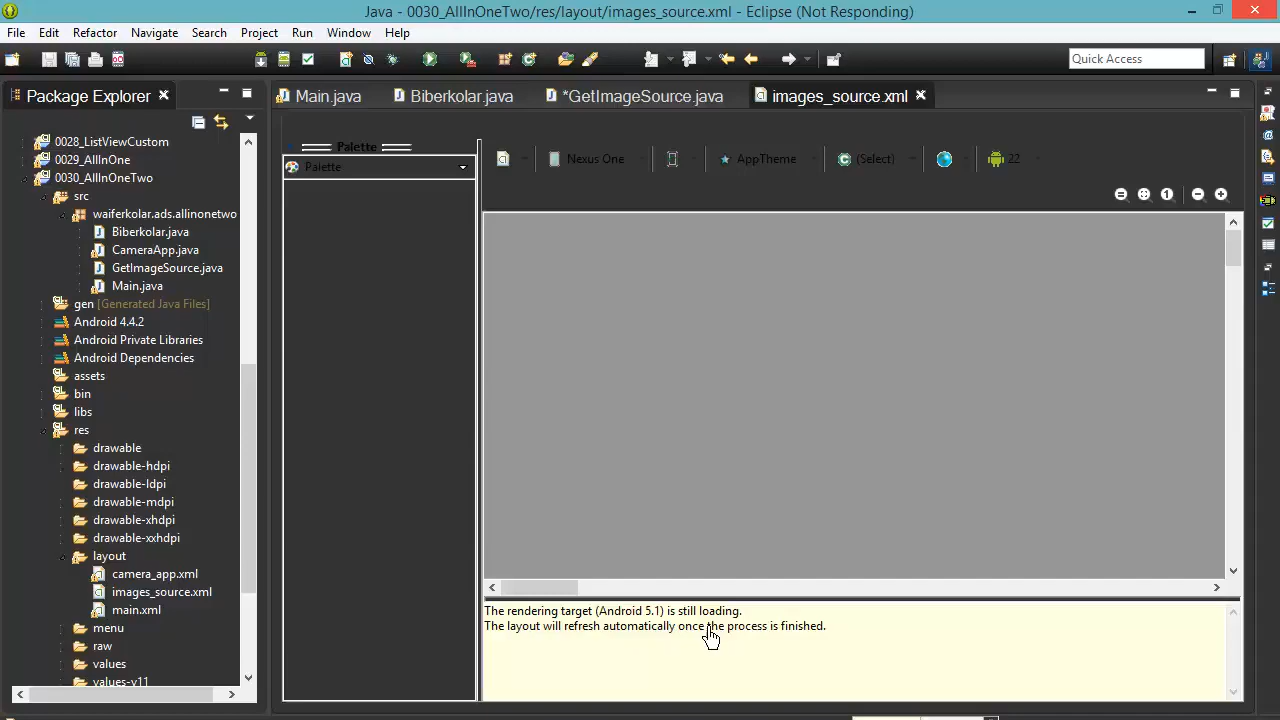 Java - 0030_AllInOneTwo/res/layout/images_source.xml - Eclipse (Not Responding)
File Edit Refactor Navigate Search Project Run Window Help
Quick Access
Package Explorer
Main.java Biberkolar.java *GetImageSource.java images_source.xml
0028_ListViewCustom
0029_AllInOne
0030_AllInOneTwo
src
waiferkolar.ads.allinonetwo
Biberkolar.java
CameraApp.java
GetImageSource.java
Main.java
gen [Generated Java Files]
Android 4.4.2
Android Private Libraries
Android Dependencies
assets
bin
libs
res
drawable
drawable-hdpi
drawable-ldpi
drawable-mdpi
drawable-xhdpi
drawable-xxhdpi
layout
camera_app.xml
images_source.xml
main.xml
menu
raw
values
values-v11
Palette
Palette
Nexus One AppTheme (Select) 22
The rendering target (Android 5.1) is still loading.
The layout will refresh automatically once the process is finished.